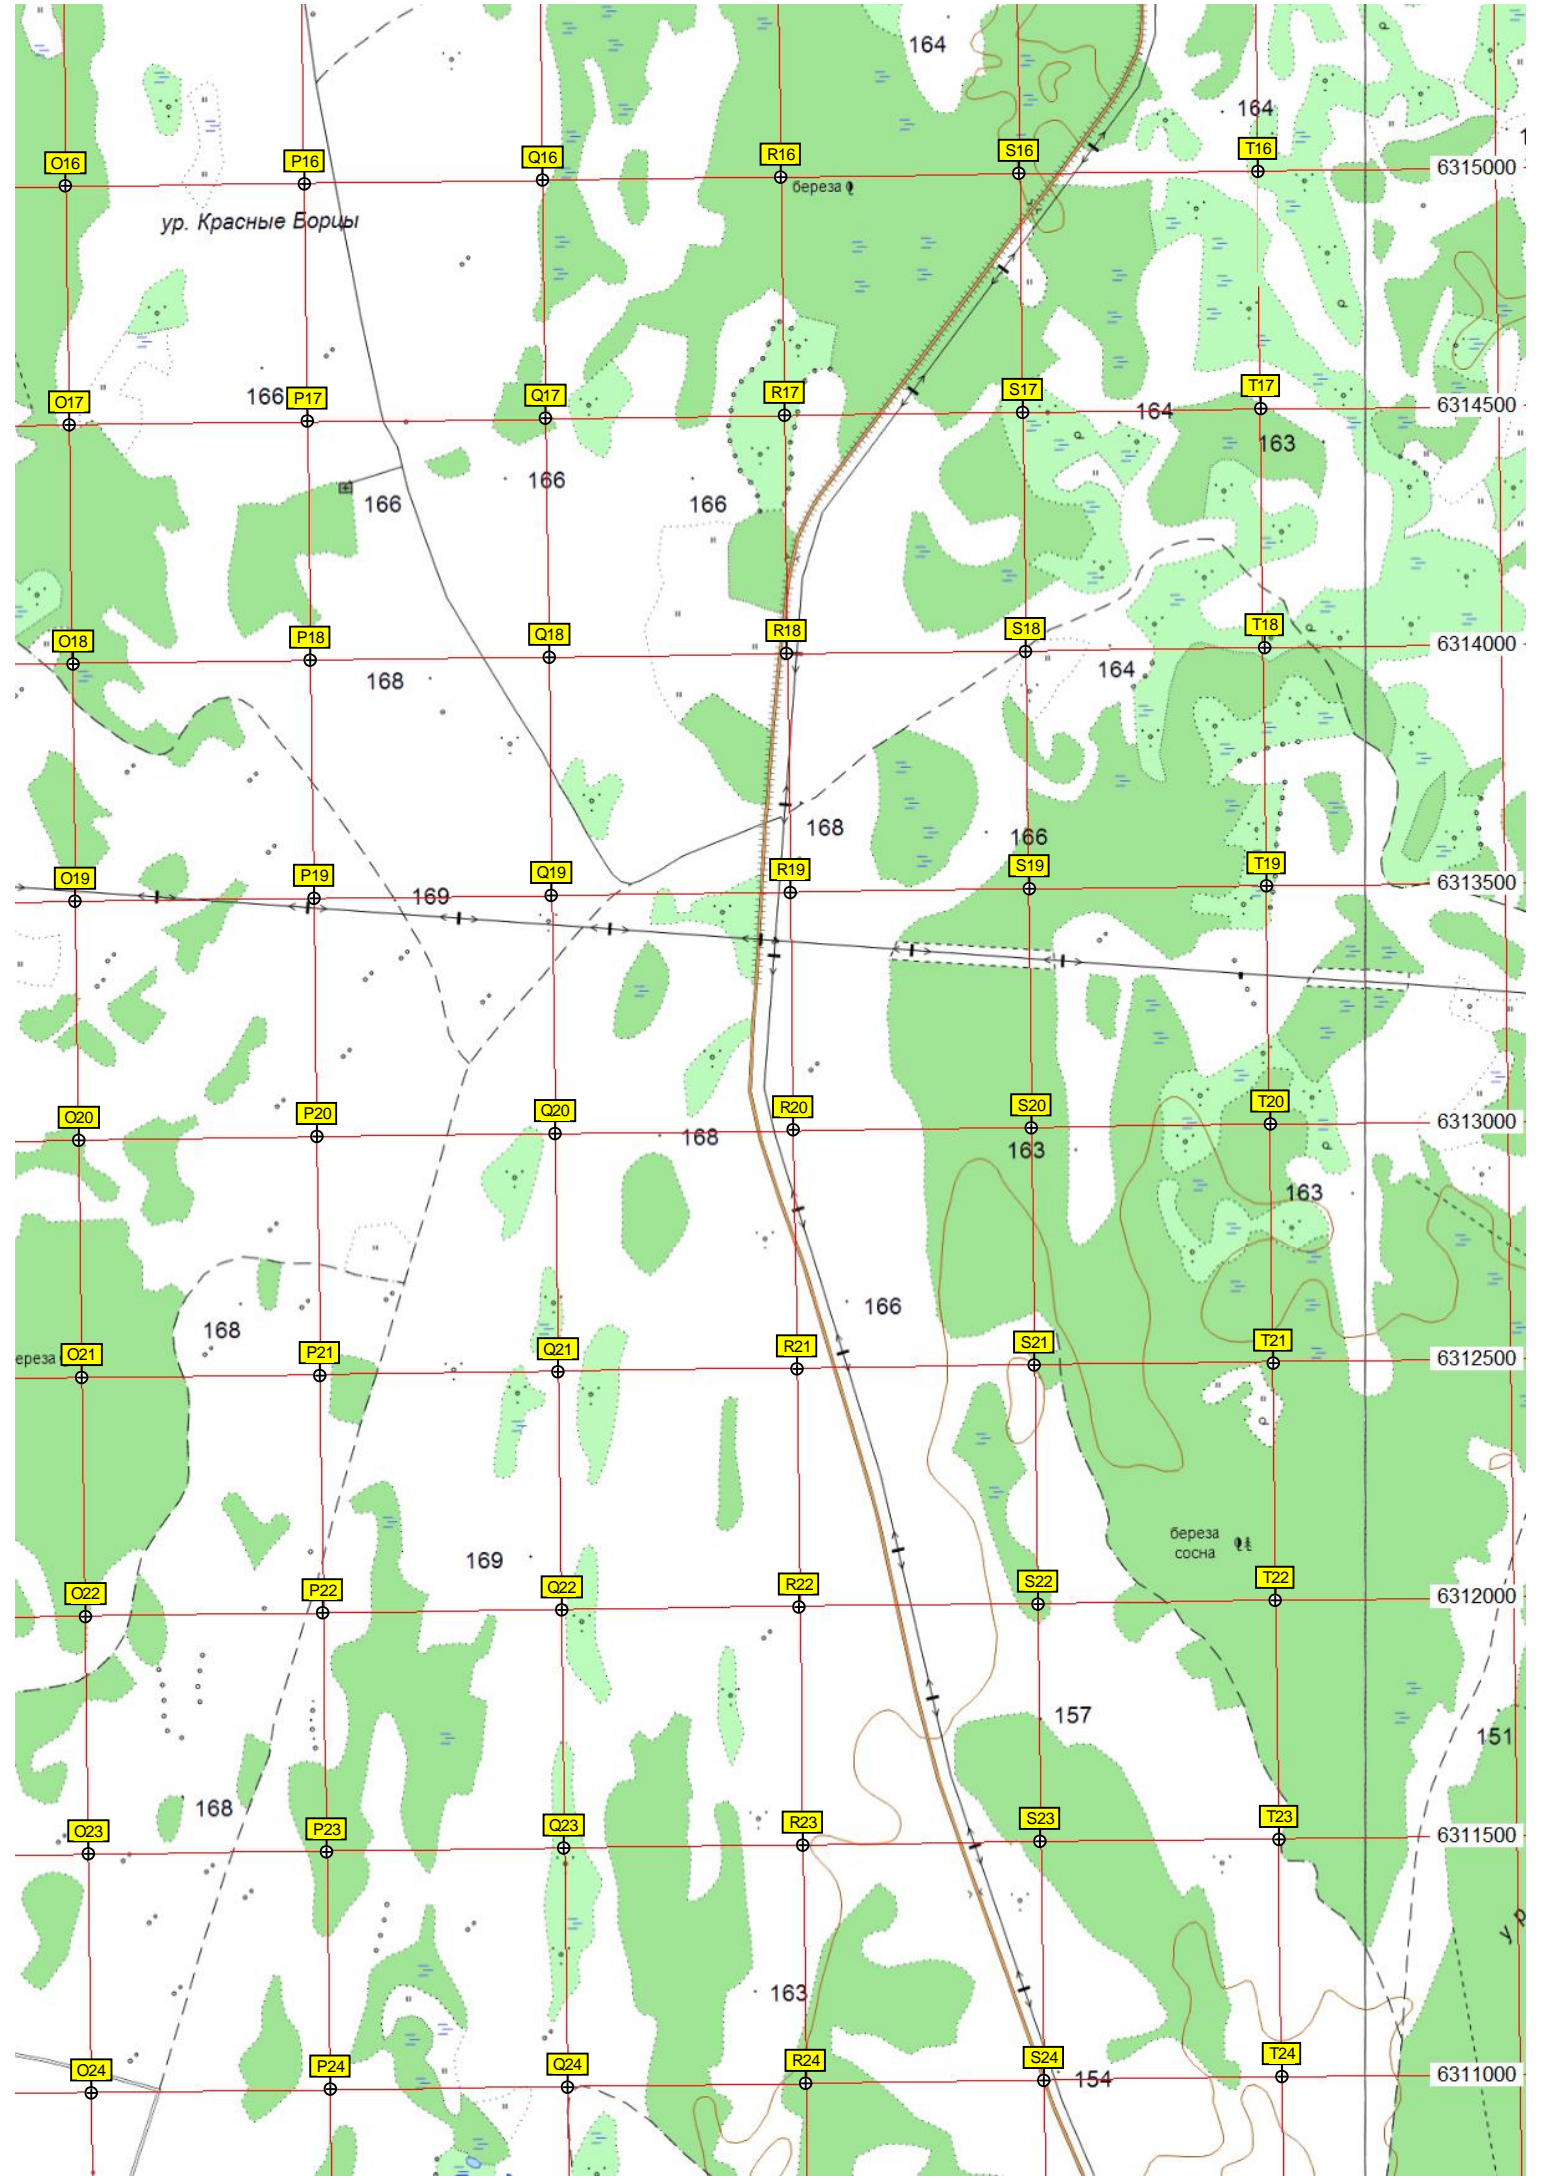 164
164
O16 P16 Q16 R16 S16 T16 6315000
береза
ур. Красные Борцы
O17 166 P17 Q17 R17 S17 164 T17 6314500
163
166 166 166
O18 P18 Q18 R18 S18 T18 6314000
168 164
168 166
O19 P19 169 Q19 R19 S19 T19 6313500
O20 P20 Q20 R20 S20 T20 6313000
168 163
163
166
168
ереза O21 P21 Q21 R21 S21 T21 6312500
береза
сосна
169
O22 P22 Q22 R22 S22 T22 6312000
157
151
168
O23 P23 Q23 R23 S23 T23 6311500
у р
163
O24 P24 Q24 R24 S24 154 T24 6311000